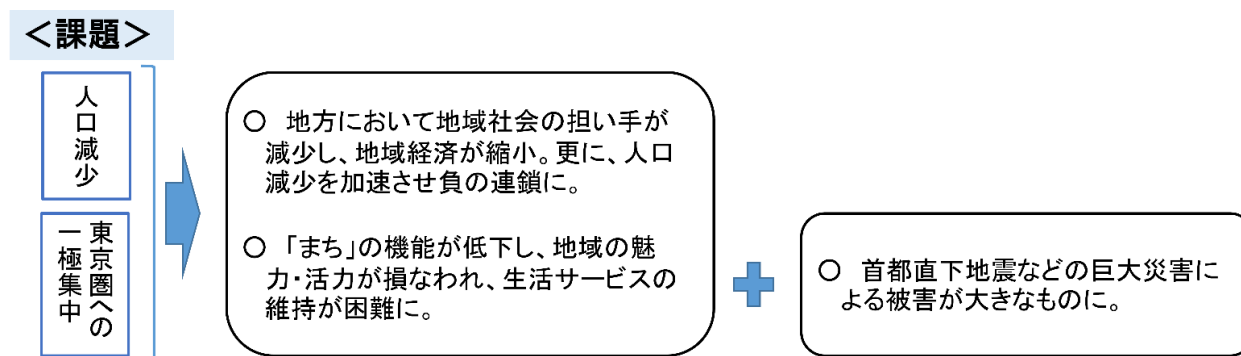 ＜課題＞
人口減少
東京圏への
一極集中
○　地方において地域社会の担い手が
減少し、地域経済が縮小。更に、人口
減少を加速させ負の連鎖に。
○　「まち」の機能が低下し、地域の魅
力・活力が損なわれ、生活サービスの
維持が困難に。
○　首都直下地震などの巨大災害に
よる被害が大きなものに。